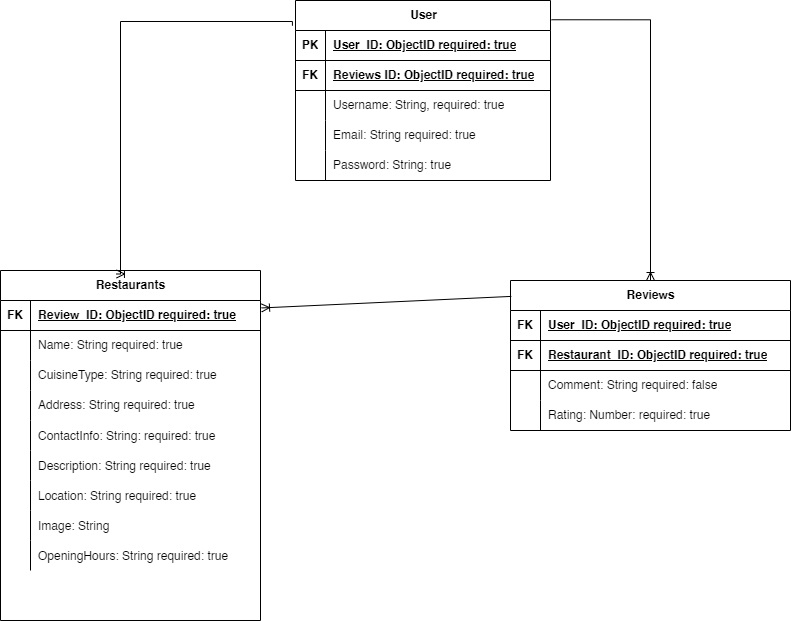 User
PK User_ID: ObjectID required: true
FK Reviews ID: ObjectID required: true
Username: String, required: true
Email: String required: true
Password: String: true
Restaurants
FK Review_ID: ObjectID required: true
Name: String required: true
CuisineType: String required: true
Address: String required: true
ContactInfo: String: required: true
Description: String required: true
Location: String required: true
Image: String
OpeningHours: String required: true
Reviews
FK User_ID: ObjectID required: true
FK Restaurant_ID: ObjectID required: true
Comment: String required: false
Rating: Number: required: true